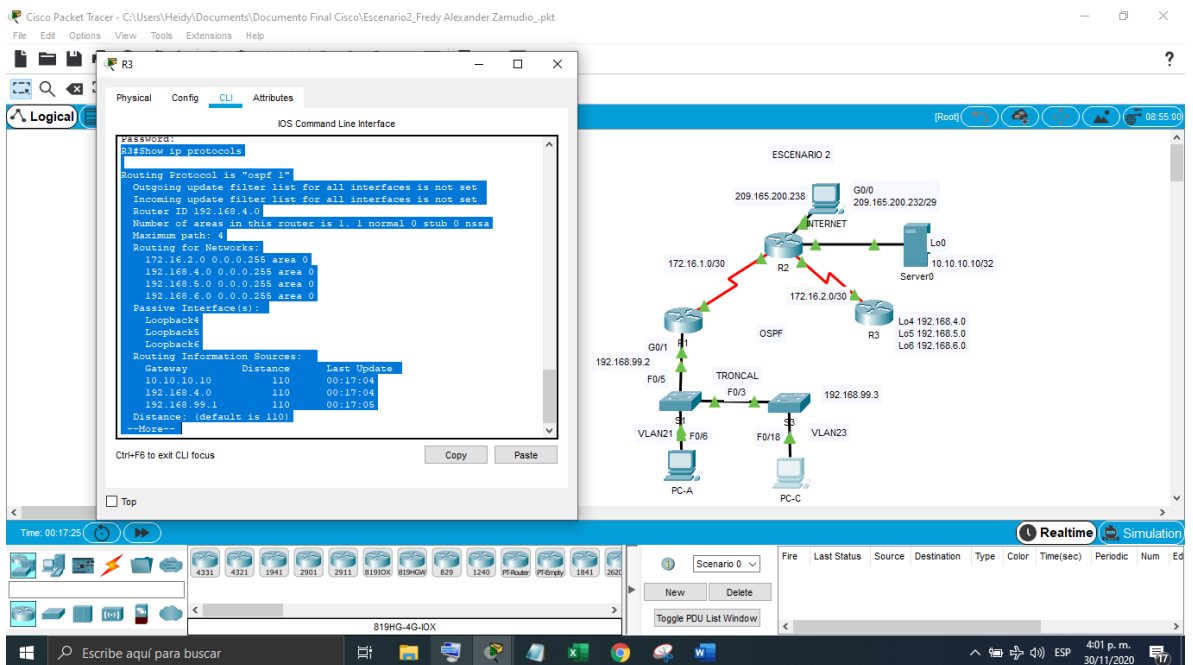 Cisco Packet Tracer - C:\Users\Heidy\Documents\Documento Final Cisco\Escenario2_Fredy Alexander Zamudio_.pkt
File Edit Options View Tools Extensions Help
?
R3
Physical Config CLI Attributes
IOS Command Line Interface
Password:
R3#Show ip protocols
Routing Protocol is "ospf 1"
Outgoing update filter list for all interfaces is not set
Incoming update filter list for all interfaces is not set
Router ID 192.168.4.0
Number of areas in this router is 1. 1 normal 0 stub 0 nssa
Maximum path: 4
Routing for Networks:
172.16.2.0 0.0.0.255 area 0
192.168.4.0 0.0.0.255 area 0
192.168.5.0 0.0.0.255 area 0
192.168.6.0 0.0.0.255 area 0
Passive Interface(s):
Loopback4
Loopback5
Loopback6
Routing Information Sources:
Gateway Distance Last Update
10.10.10.10 110 00:17:04
192.168.4.0 110 00:17:04
192.168.99.1 110 00:17:05
Distance: (default is 110)
--More--
Ctrl+F6 to exit CLI focus
Copy Paste
Top
Logical
[Root]
08:55:00
ESCENARIO 2
209.165.200.238
G0/0
209.165.200.232/29
INTERNET
Lo0
172.16.1.0/30
R2
10.10.10.10/32
Server0
172.16.2.0/30
R3
Lo4 192.168.4.0
Lo5 192.168.5.0
Lo6 192.168.6.0
OSPF
G0/1
R1
192.168.99.2
F0/5
TRONCAL
F0/3
192.168.99.3
S1
S3
VLAN21
F0/6
F0/18
VLAN23
PC-A
PC-C
Time: 00:17:25
Realtime
Simulation
4331 4321 1941 2901 2911 819IOX 819HGW 829 1240 PT-Router PT-Empty 1841
819HG-4G-IOX
Scenario 0
New Delete
Toggle PDU List Window
Fire Last Status Source Destination Type Color Time(sec) Periodic Num Ed
Escribe aquí para buscar
ESP
4:01 p. m.
30/11/2020
17